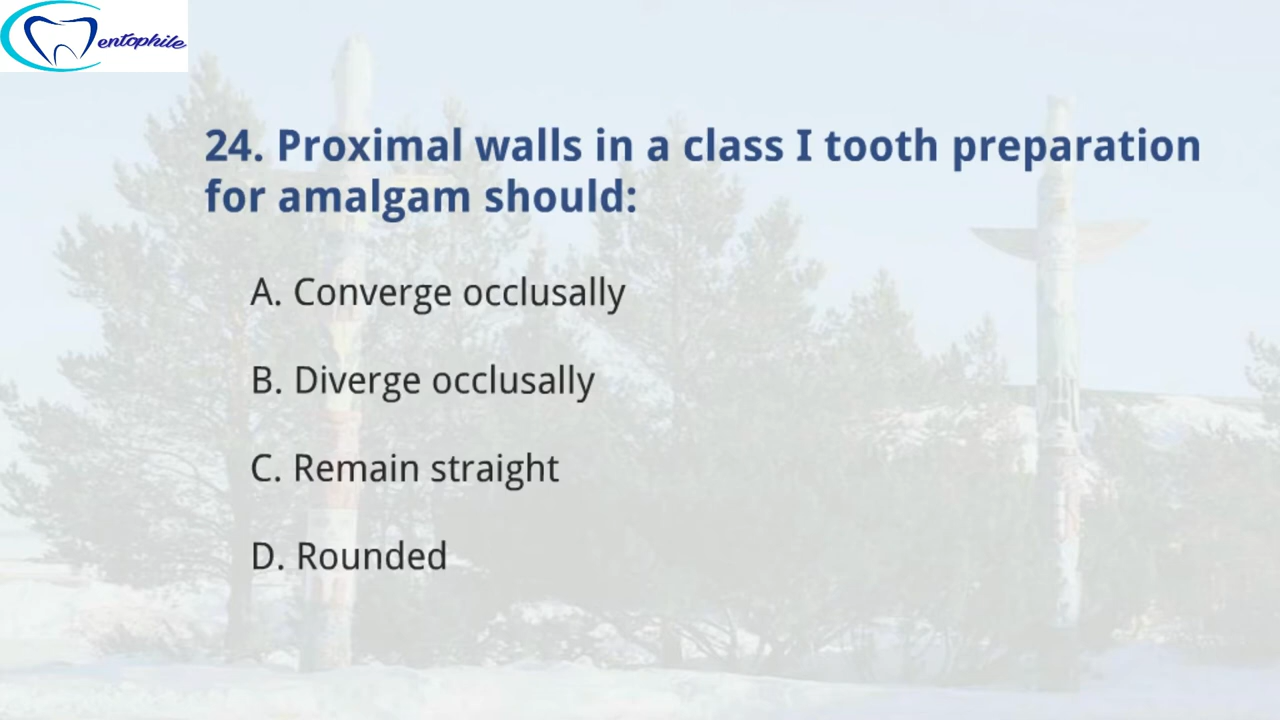 entophile
24. Proximal walls in a class I tooth preparation
for amalgam should:
A. Converge occlusally
B. Diverge occlusally
C. Remain straight
D. Rounded